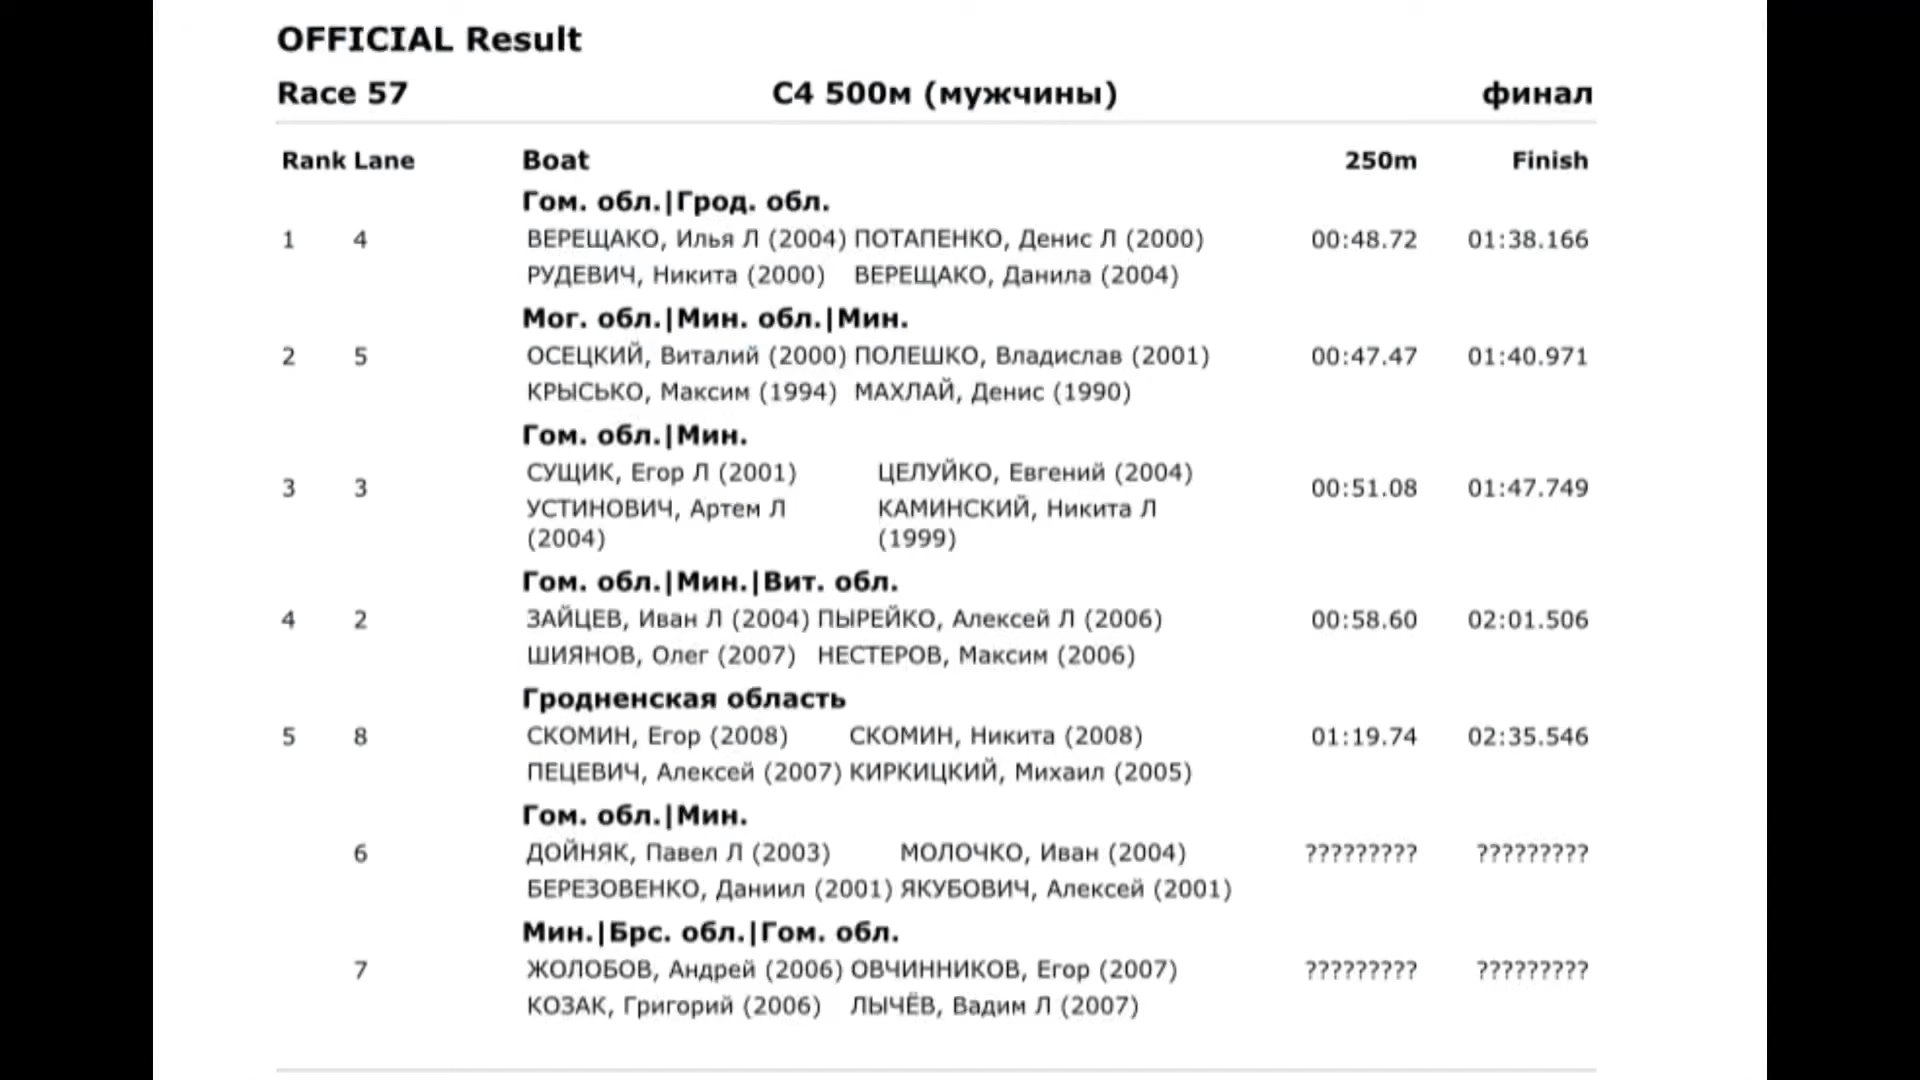 OFFICIAL Result
Race 57 C4 500м (мужчины) финал
Rank Lane Boat 250m Finish
Гом. обл.|Грод. обл.
1 4 ВЕРЕЩАКО, Илья Л (2004) ПОТАПЕНКО, Денис Л (2000) 00:48.72 01:38.166
РУДЕВИЧ, Никита (2000) ВЕРЕЩАКО, Данила (2004)
Мог. обл.|Мин. обл.|Мин.
2 5 ОСЕЦКИЙ, Виталий (2000) ПОЛЕШКО, Владислав (2001) 00:47.47 01:40.971
КРЫСЬКО, Максим (1994) МАХЛАЙ, Денис (1990)
Гом. обл.|Мин.
СУЩИК, Егор Л (2001) ЦЕЛУЙКО, Евгений (2004)
3 3 00:51.08 01:47.749
УСТИНОВИЧ, Артем Л КАМИНСКИЙ, Никита Л
(2004) (1999)
Гом. обл.|Мин.|Вит. обл.
4 2 ЗАЙЦЕВ, Иван Л (2004) ПЫРЕЙКО, Алексей Л (2006) 00:58.60 02:01.506
ШИЯНОВ, Олег (2007) НЕСТЕРОВ, Максим (2006)
Гродненская область
5 8 СКОМИН, Егор (2008) СКОМИН, Никита (2008) 01:19.74 02:35.546
ПЕЦЕВИЧ, Алексей (2007) КИРКИЦКИЙ, Михаил (2005)
Гом. обл.|Мин.
6 ДОЙНЯК, Павел Л (2003) МОЛОЧКО, Иван (2004) ????????? ?????????
БЕРЕЗОВЕНКО, Даниил (2001) ЯКУБОВИЧ, Алексей (2001)
Мин.|Брс. обл.|Гом. обл.
7 ЖОЛОБОВ, Андрей (2006) ОВЧИННИКОВ, Егор (2007) ????????? ?????????
КОЗАК, Григорий (2006) ЛЫЧЁВ, Вадим Л (2007)